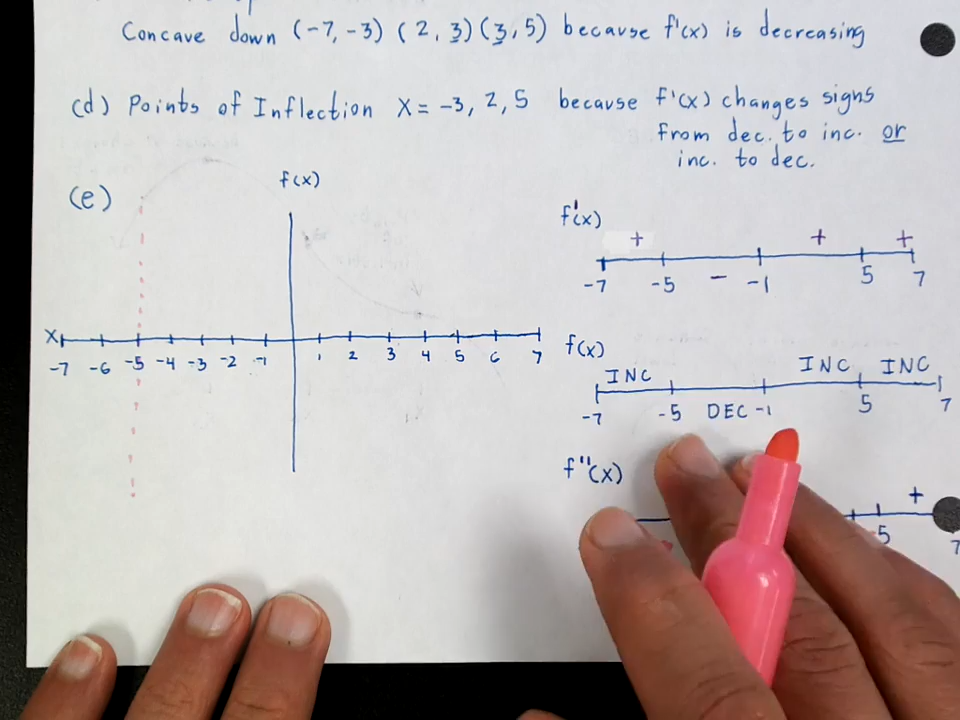 Concave down (-7, -3) (2, 3) (3, 5) because f'(x) is decreasing
(d) Points of Inflection X = -3, 2, 5 because f'(x) changes signs
from dec. to inc. or
inc. to dec.
(e)
f(x)
X
-7 -6 -5 -4 -3 -2 -1 1 2 3 4 5 6 7
f'(x)
+ + +
-7 -5 - -1 5 7
f(x)
INC INC INC
-7 -5 DEC -1 5 7
f"(x)
+
5 7